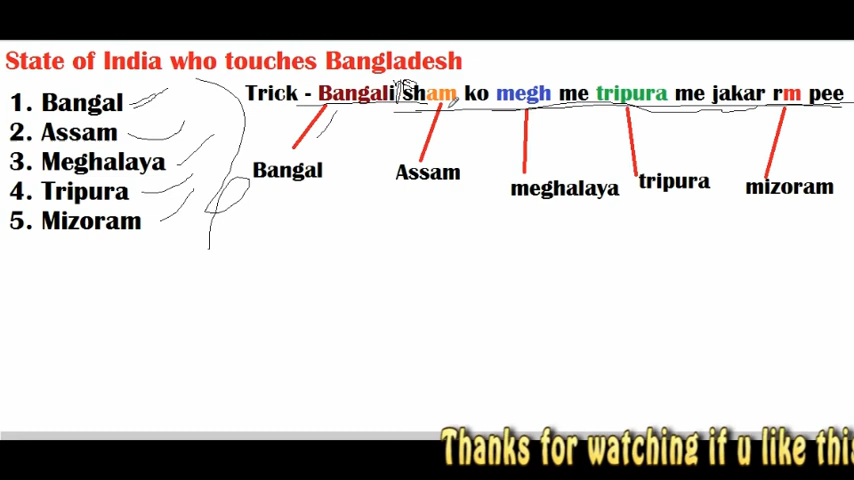 State of India who touches Bangladesh
Trick - Bangali sham ko megh me tripura me jakar rm pee
1. Bangal
2. Assam
3. Meghalaya
4. Tripura
5. Mizoram
Bangal
Assam
meghalaya
tripura
mizoram
Thanks for watching if u like this